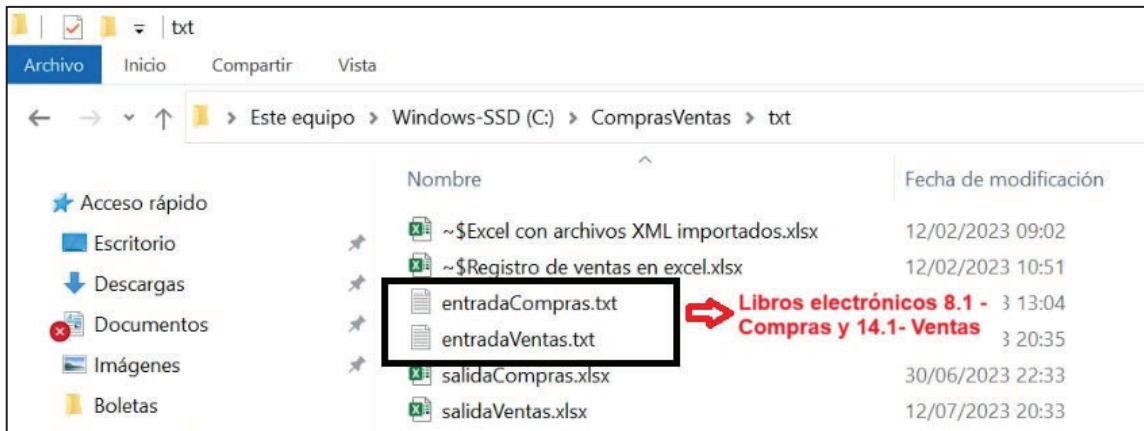 txt
Archivo Inicio Compartir Vista
Este equipo > Windows-SSD (C:) > ComprasVentas > txt
Nombre Fecha de modificación
Acceso rápido
Escritorio
Descargas
Documentos
Imágenes
Boletas
~$Excel con archivos XML importados.xlsx 12/02/2023 09:02
~$Registro de ventas en excel.xlsx 12/02/2023 10:51
entradaCompras.txt Libros electrónicos 8.1 - 3 13:04
entradaVentas.txt Compras y 14.1- Ventas 3 20:35
salidaCompras.xlsx 30/06/2023 22:33
salidaVentas.xlsx 12/07/2023 20:33